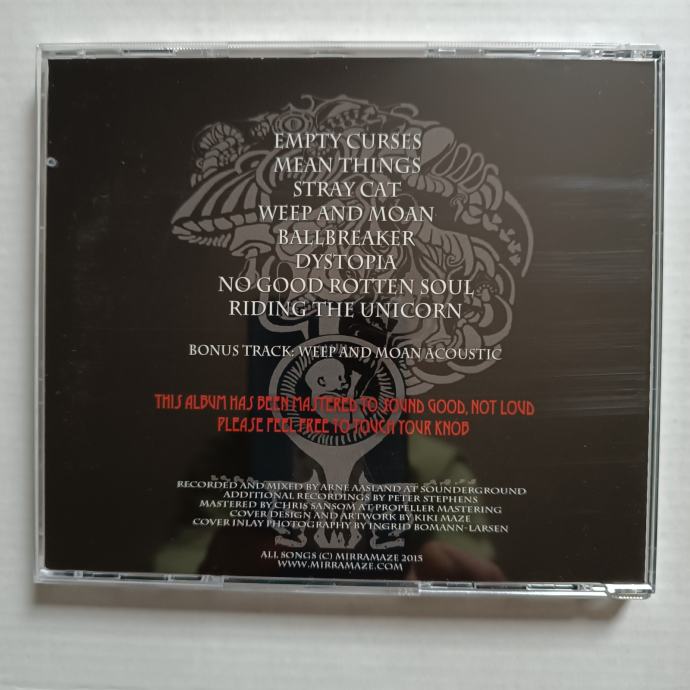 EMPTY CURSES
MEAN THINGS
STRAY CAT
WEEP AND MOAN
BALLBREAKER
DYSTOPIA
NO GOOD ROTTEN SOUL
RIDING THE UNICORN
BONUS TRACK: WEEP AND MOAN ACOUSTIC
THIS ALBUM HAS BEEN MASTERED TO SOUND GOOD, NOT LOUD
PLEASE FEEL FREE TO TOUCH YOUR KNOB
RECORDED AND MIXED BY ARNE AASLAND AT SOUNDERGROUND
ADDITIONAL RECORDINGS BY PETER STEPHENS
MASTERED BY CHRIS SANSOM AT PROPELLER MASTERING
COVER DESIGN AND ARTWORK BY KIKI MAZE
COVER INLAY PHOTOGRAPHY BY INGRID BOMANN-LARSEN
ALL SONGS (C) MIRRAMAZE 2015
WWW.MIRRAMAZE.COM